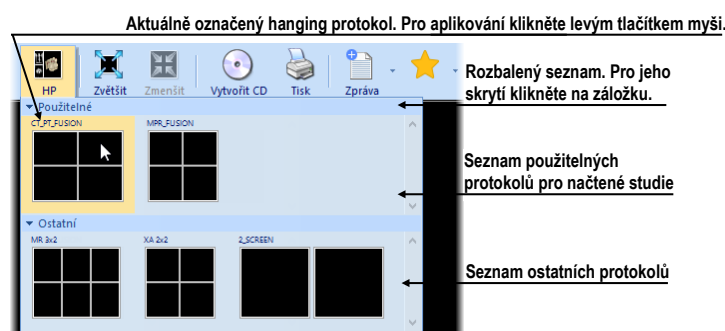 Aktuálně označený hanging protokol. Pro aplikování klikněte levým tlačítkem myši.
HP
Zvětšit
Zmenšit
Vytvořit CD
Tisk
Zpráva
Rozbalený seznam. Pro jeho
skrytí klikněte na záložku.
Použitelné
CT_PT_FUSION
MPR_FUSION
Seznam použitelných
protokolů pro načtené studie
Ostatní
MR 3x2
XA 2x2
2_SCREEN
Seznam ostatních protokolů